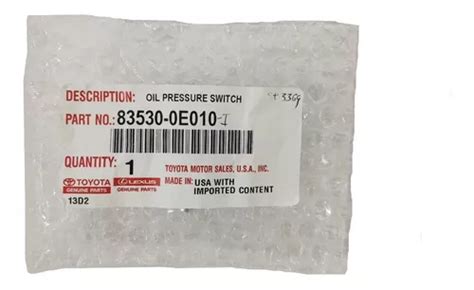 DESCRIPTION: OIL PRESSURE SWITCH
PART NO.: 83530-0E010-I
QUANTITY: 1
TOYOTA MOTOR SALES, U.S.A., INC.
TOYOTA GENUINE PARTS LEXUS GENUINE PARTS
MADE IN: USA WITH IMPORTED CONTENT
13D2